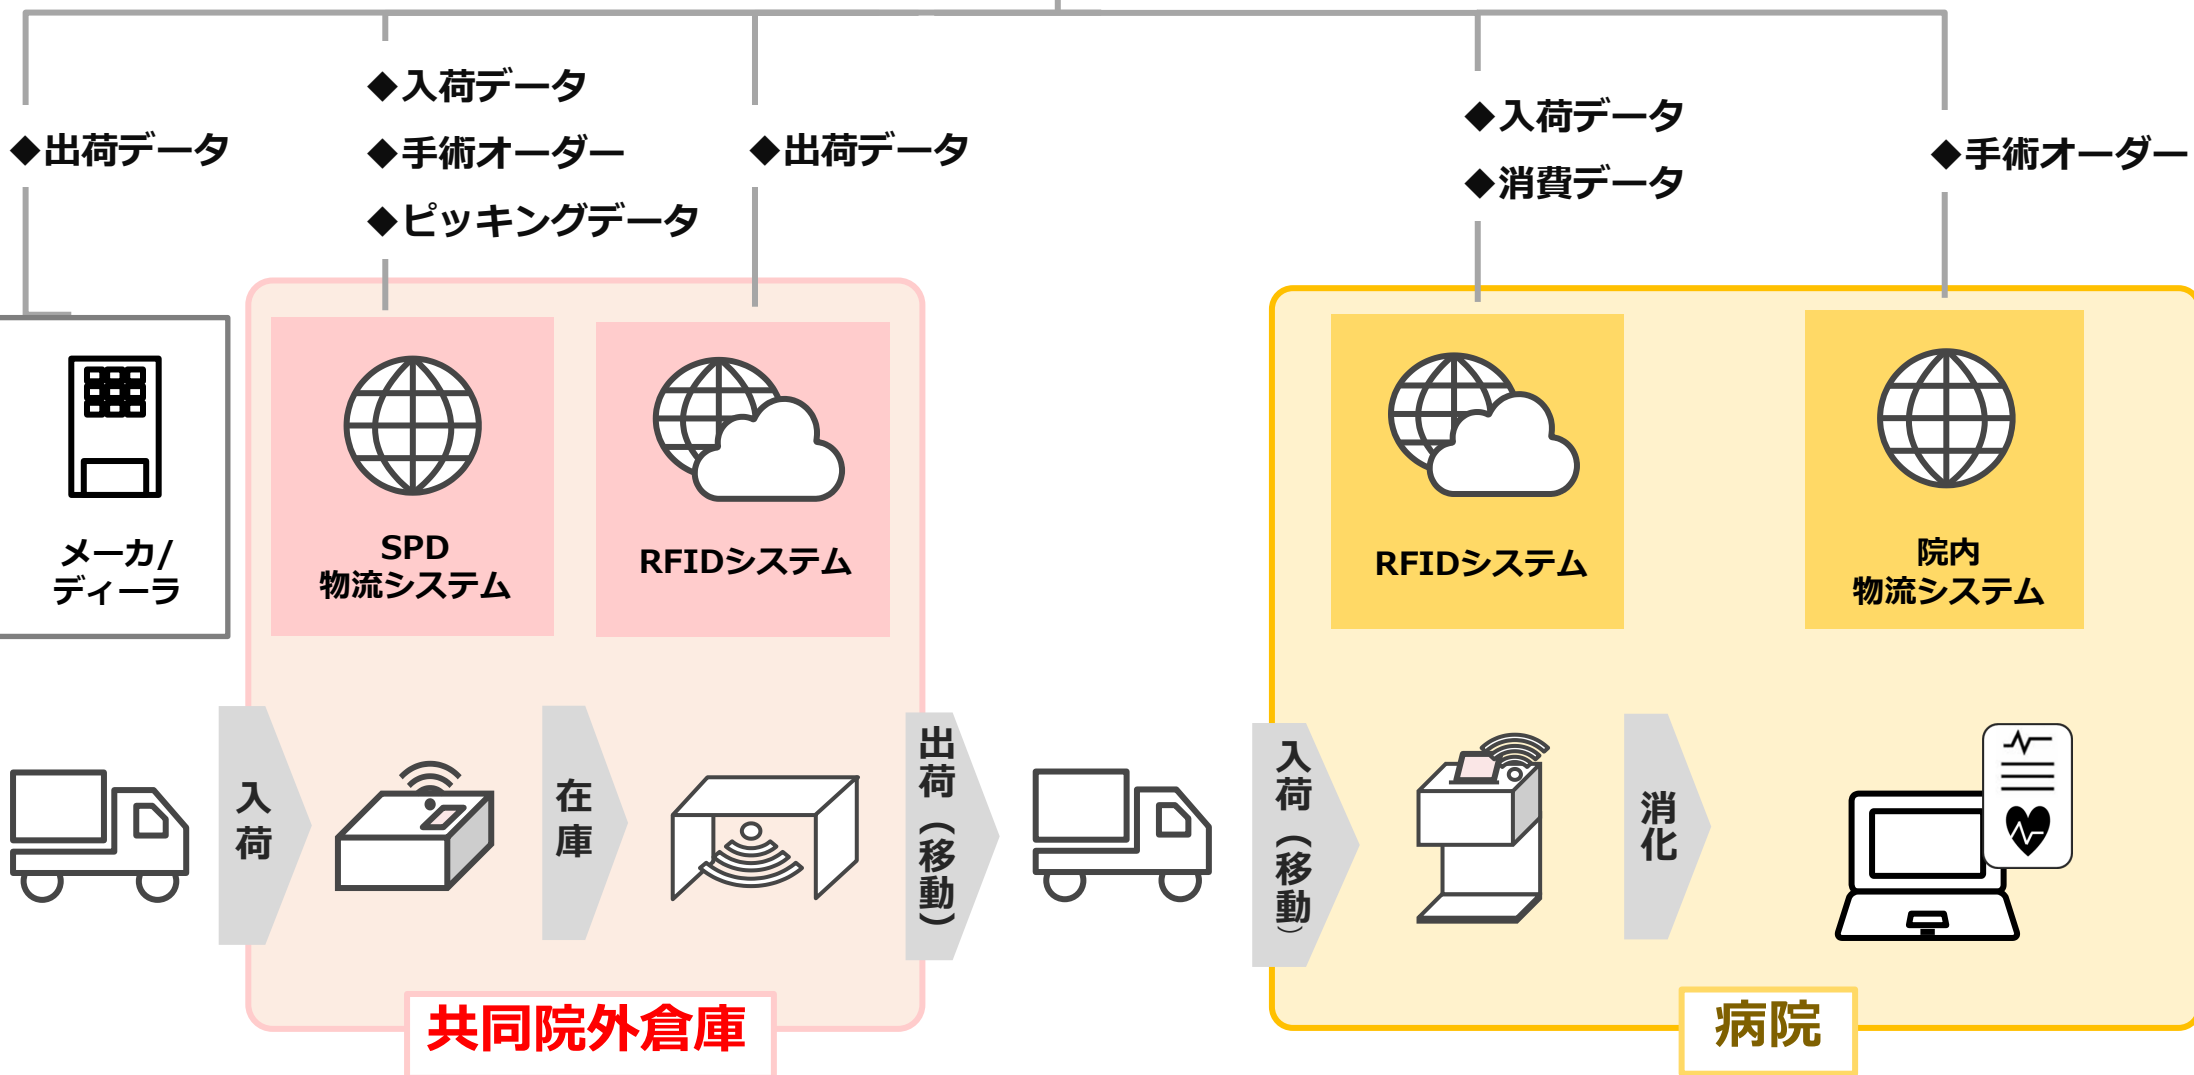 ◆出荷データ
◆入荷データ
◆手術オーダー
◆ピッキングデータ
◆出荷データ
◆入荷データ
◆消費データ
◆手術オーダー
メーカ/
ディーラ
SPD
物流システム
RFIDシステム
RFIDシステム
院内
物流システム
入荷
在庫
出荷（移動）
入荷（移動）
消化
共同院外倉庫
病院